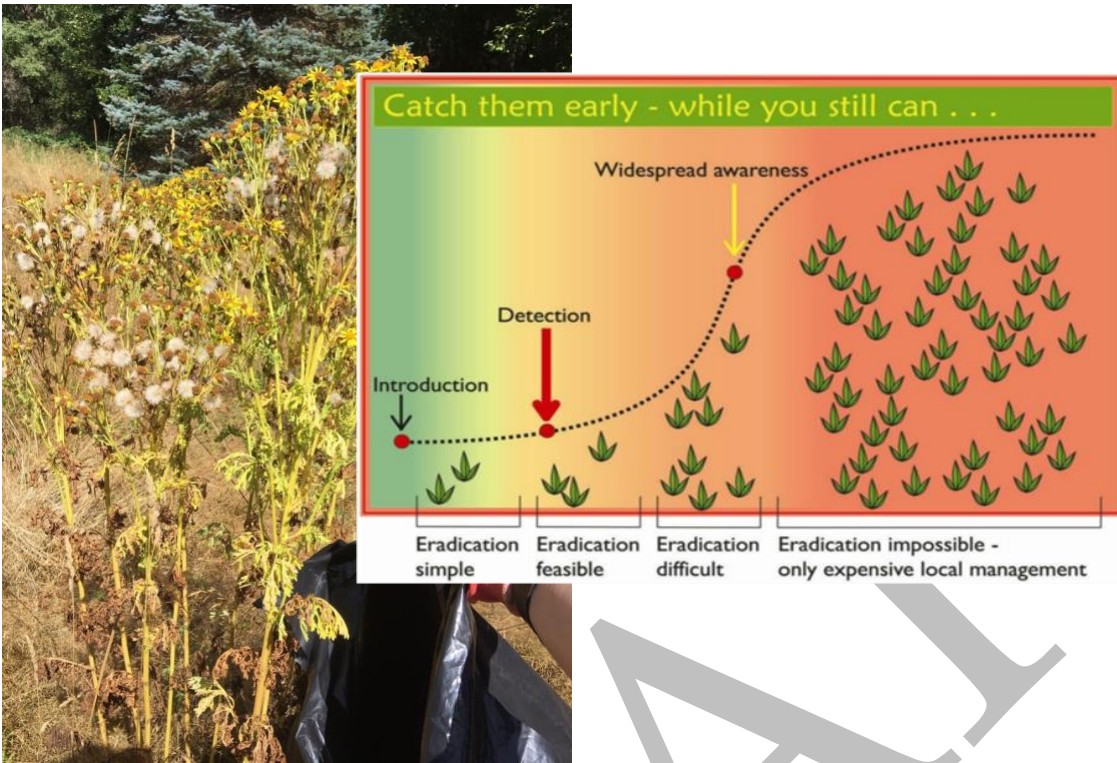 Catch them early - while you still can . . .
Widespread awareness
Detection
Introduction
Eradication
simple
Eradication
feasible
Eradication
difficult
Eradication impossible -
only expensive local management